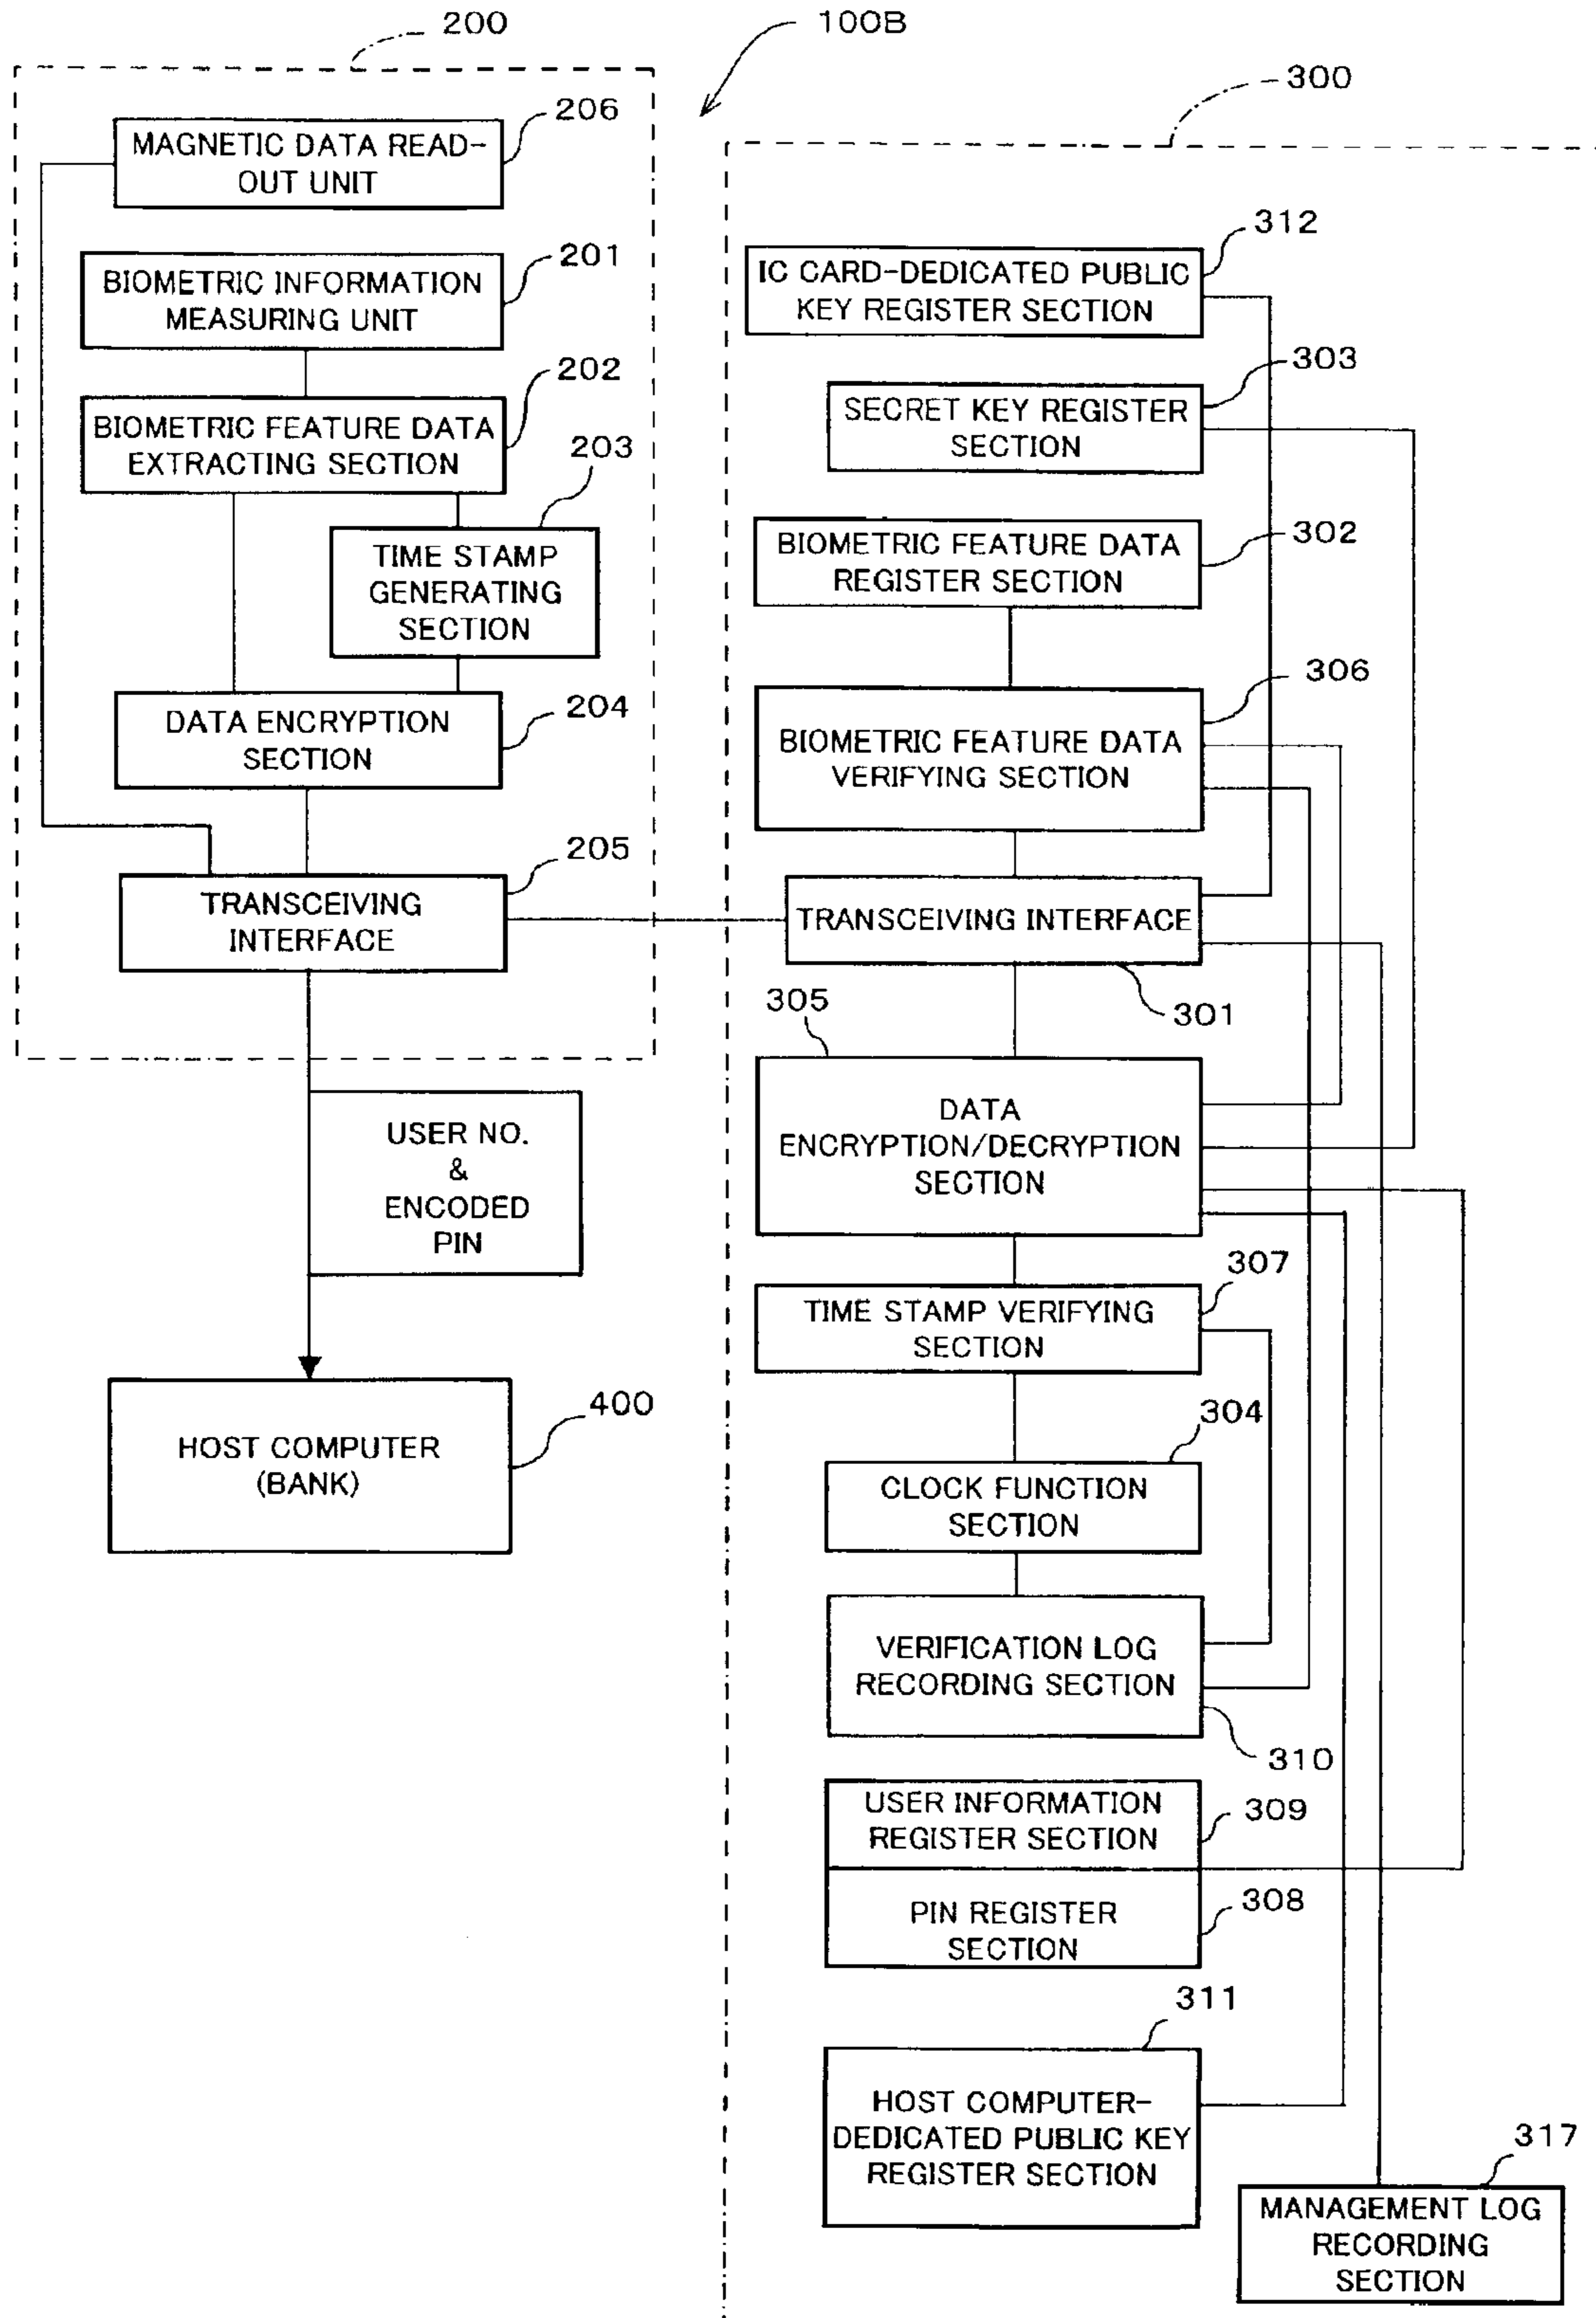 200
100B
300
206
MAGNETIC DATA READ-
OUT UNIT
201
BIOMETRIC INFORMATION
MEASURING UNIT
202
BIOMETRIC FEATURE DATA
EXTRACTING SECTION
203
TIME STAMP
GENERATING
SECTION
204
DATA ENCRYPTION
SECTION
205
TRANSCEIVING
INTERFACE
USER NO.
&
ENCODED
PIN
400
HOST COMPUTER
(BANK)
312
IC CARD-DEDICATED PUBLIC
KEY REGISTER SECTION
303
SECRET KEY REGISTER
SECTION
302
BIOMETRIC FEATURE DATA
REGISTER SECTION
306
BIOMETRIC FEATURE DATA
VERIFYING SECTION
TRANSCEIVING INTERFACE
301
305
DATA
ENCRYPTION/DECRYPTION
SECTION
307
TIME STAMP VERIFYING
SECTION
304
CLOCK FUNCTION
SECTION
VERIFICATION LOG
RECORDING SECTION
310
USER INFORMATION
REGISTER SECTION
309
PIN REGISTER
SECTION
308
311
HOST COMPUTER-
DEDICATED PUBLIC KEY
REGISTER SECTION
317
MANAGEMENT LOG
RECORDING
SECTION